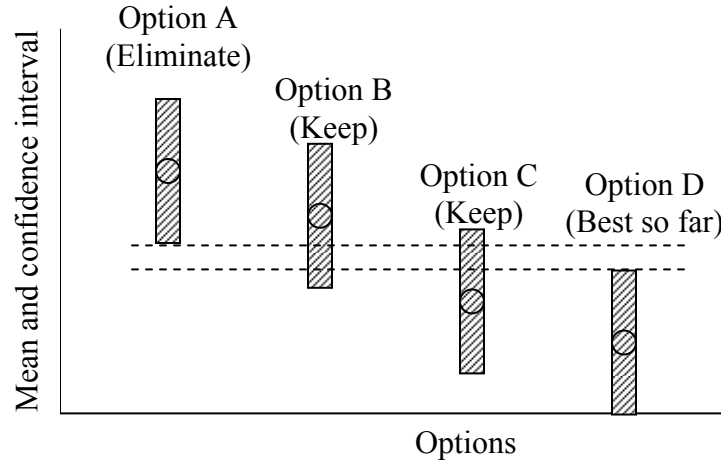 Option A
(Eliminate)
Option B
(Keep)
Option C
(Keep)
Option D
(Best so far)
Mean and confidence interval
Options